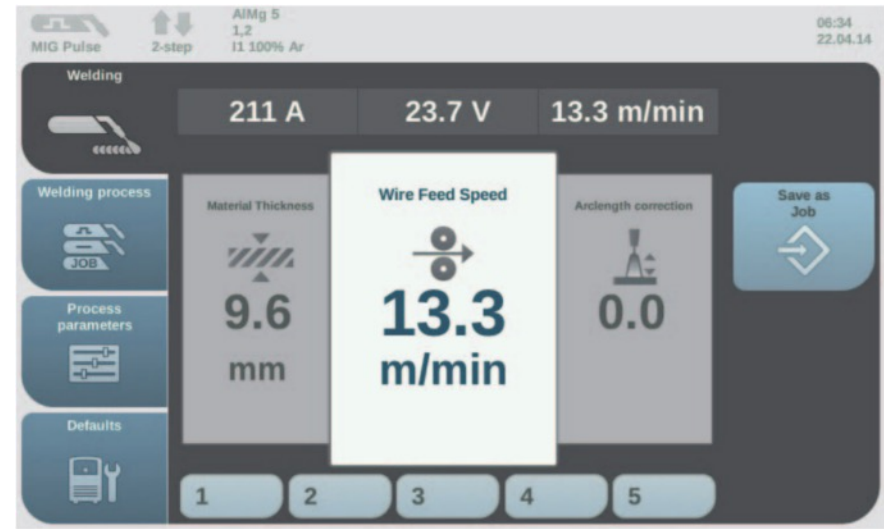 AlMg 5
1,2
MIG Pulse 2-step I1 100% Ar
06:34
22.04.14
Welding
211 A 23.7 V 13.3 m/min
Welding process
JOB
Process
parameters
Defaults
Material Thickness
9.6
mm
Wire Feed Speed
13.3
m/min
Arclength correction
0.0
Save as
Job
1 2 3 4 5